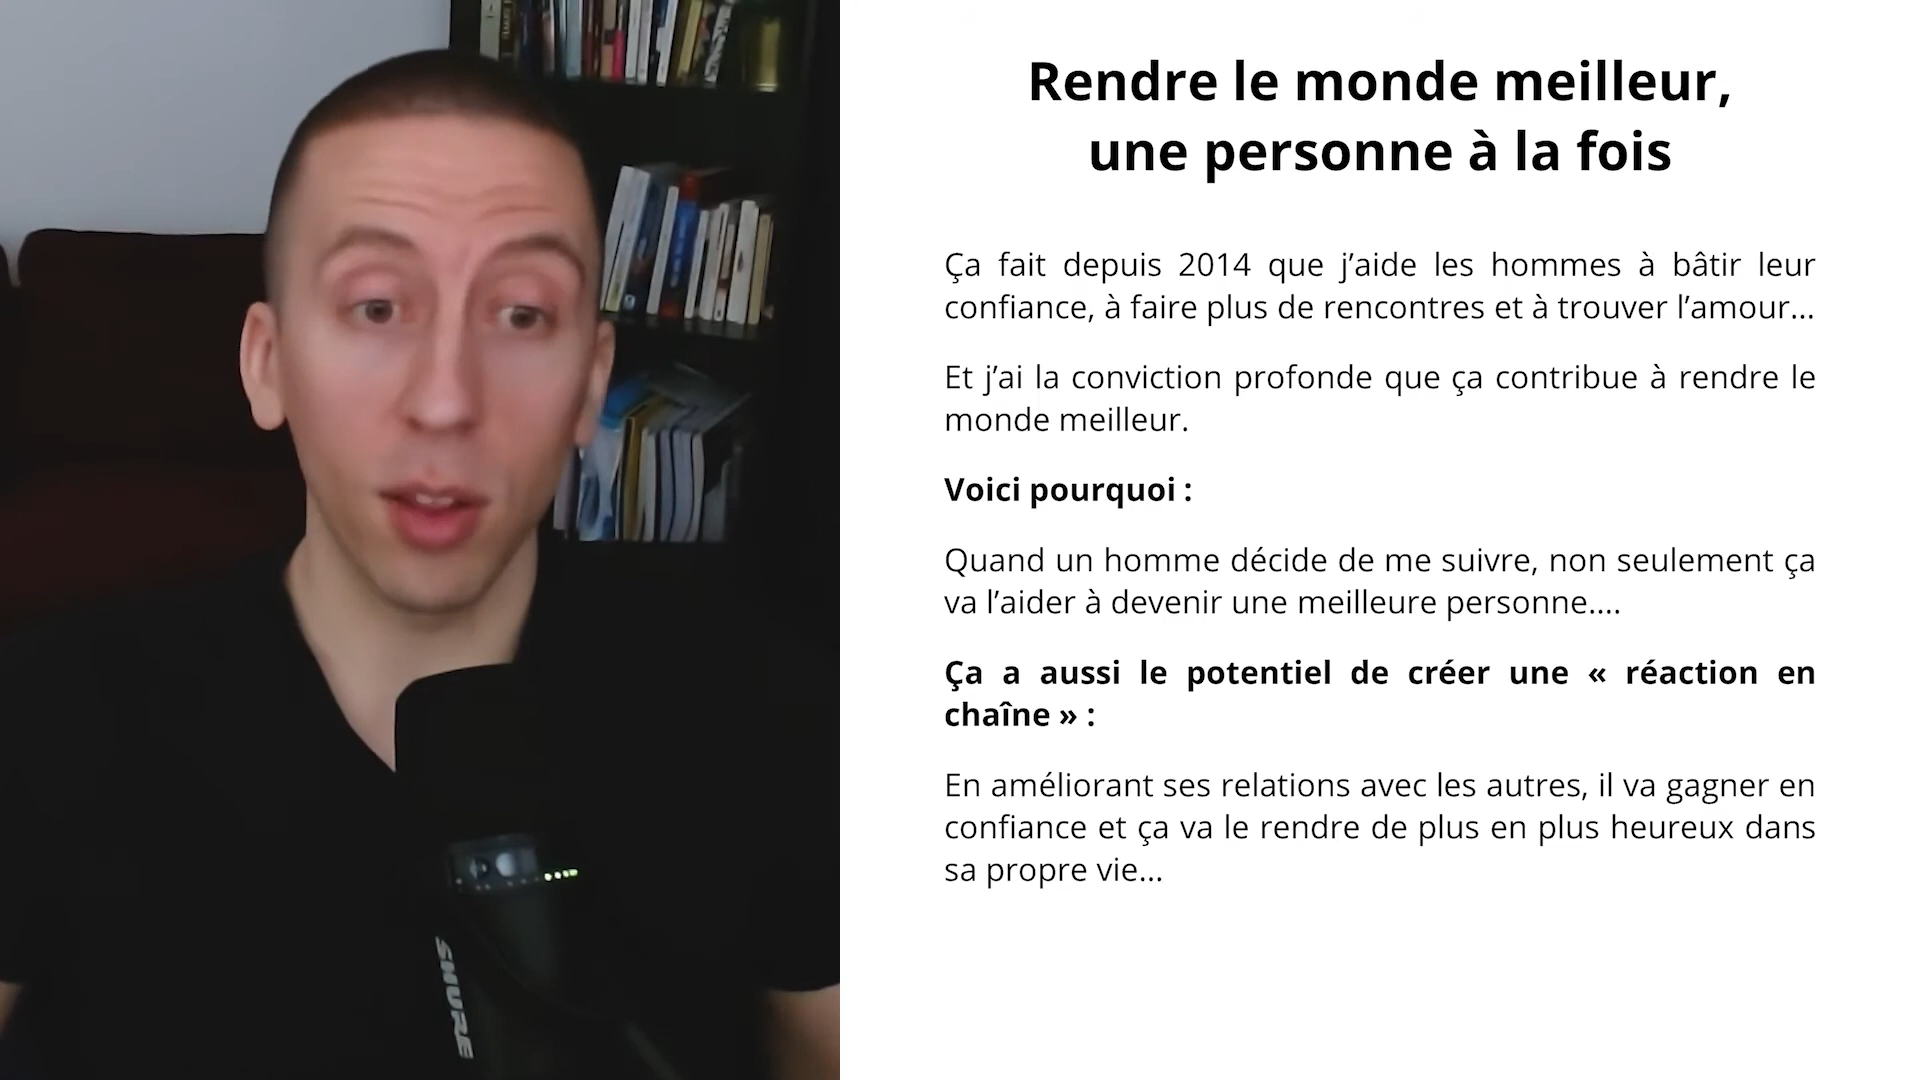 Rendre le monde meilleur,
une personne à la fois
Ça fait depuis 2014 que j’aide les hommes à bâtir leur
confiance, à faire plus de rencontres et à trouver l’amour...
Et j’ai la conviction profonde que ça contribue à rendre le
monde meilleur.
Voici pourquoi :
Quand un homme décide de me suivre, non seulement ça
va l’aider à devenir une meilleure personne....
Ça a aussi le potentiel de créer une « réaction en
chaîne » :
En améliorant ses relations avec les autres, il va gagner en
confiance et ça va le rendre de plus en plus heureux dans
sa propre vie...
SHURE